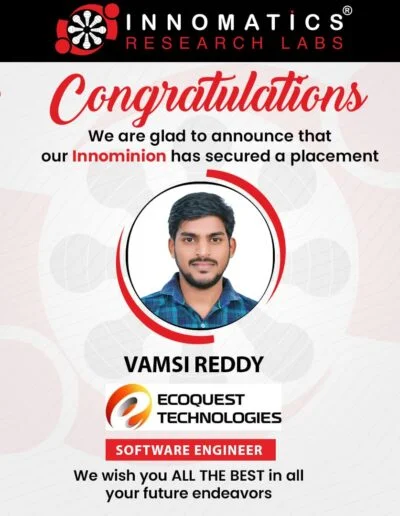 INNOMATICS®
RESEARCH LABS
Congratulations
We are glad to announce that
our Innominion has secured a placement
VAMSI REDDY
ECOQUEST
TECHNOLOGIES
SOFTWARE ENGINEER
We wish you ALL THE BEST in all
your future endeavors